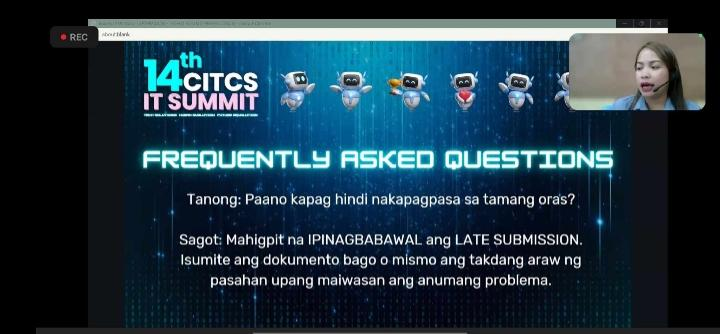 REC
about:blank
14th
CITCS
IT SUMMIT
FREQUENTLY ASKED QUESTIONS
Tanong: Paano kapag hindi nakapagpasa sa tamang oras?
Sagot: Mahigpit na IPINAGBABAWAL ang LATE SUBMISSION.
Isumite ang dokumento bago o mismo ang takdang araw ng
pasahan upang maiwasan ang anumang problema.